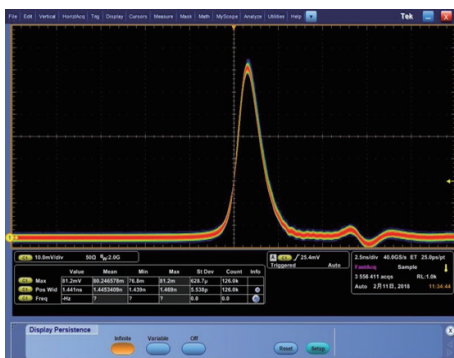 File Edit Vertical Horiz/Acq Trig Display Cursors Measure Mask Math MyScope Analyze Utilities Help Tek
C1 10.0mV/div 50Ω BW:2.0G
A C1 25.4mV
Triggered Auto
2.5ns/div 40.0GS/s ET 25.0ps/pt
FastAcq Sample
3 556 411 acqs RL:1.0k
Auto 2月11日, 2018 11:34:44
Value Mean Min Max St Dev Count Info
C1 Max 81.2mV 80.246578m 76.8m 81.2m 629.7µ 126.0k
C1 Pos Wid 1.441ns 1.4453409n 1.439n 1.469n 5.538p 126.0k
C1 Freq -Hz ? ? ? 0.0 0.0
Display Persistence
Infinite Variable Off
Reset Setup